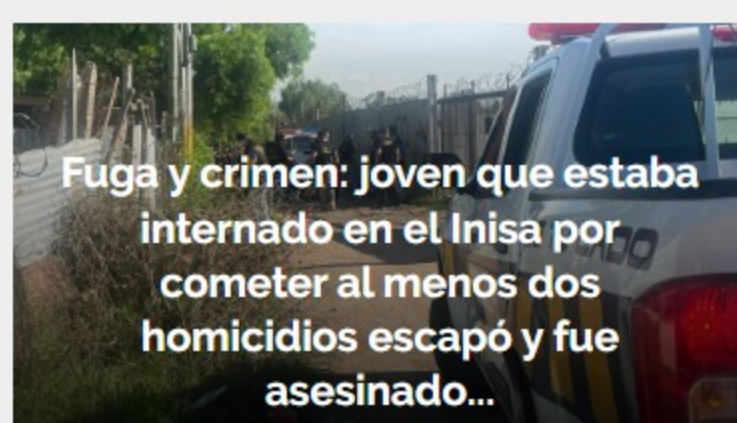 Fuga y crimen: joven que estaba
internado en el Inisa por
cometer al menos dos
homicidios escapó y fue
asesinado...